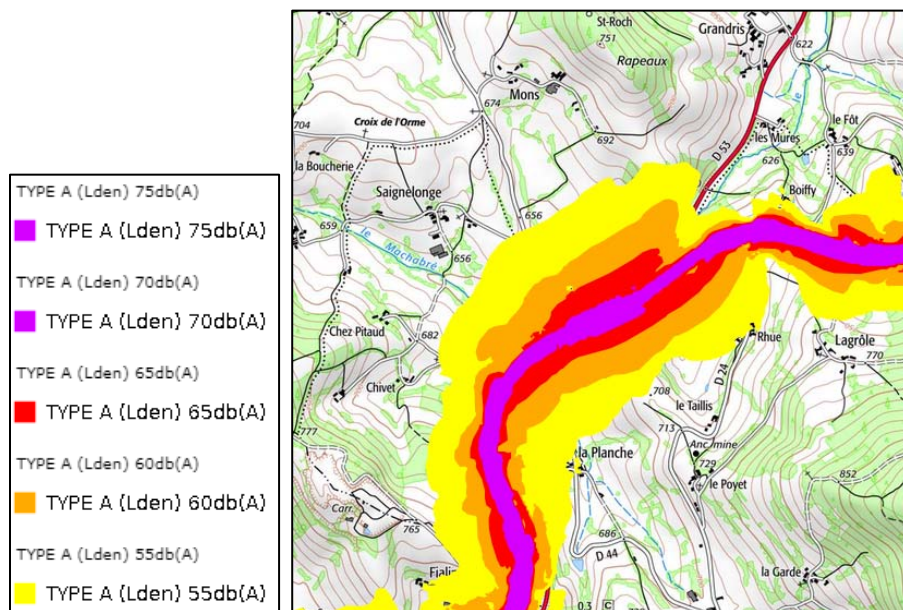 TYPE A (Lden) 75db(A)
TYPE A (Lden) 75db(A)
TYPE A (Lden) 70db(A)
TYPE A (Lden) 70db(A)
TYPE A (Lden) 65db(A)
TYPE A (Lden) 65db(A)
TYPE A (Lden) 60db(A)
TYPE A (Lden) 60db(A)
TYPE A (Lden) 55db(A)
TYPE A (Lden) 55db(A)
St-Roch
751
Grandris
622
Rapeaux
Mons
674
Croix de l'Orme
704
692
la Boucherie
D 53
le
les Mures
626
le Fôt
639
Saignelonge
Boiffy
659
656
le Machabré
656
Chez Pitaud
682
Rhue
Lagrôle
770
D 24
Chivet
708
le Taillis
713
777
Anc. mine
la Planche
729
852
le Poyet
Carr.
765
686
D 44
la Garde
0.3
C